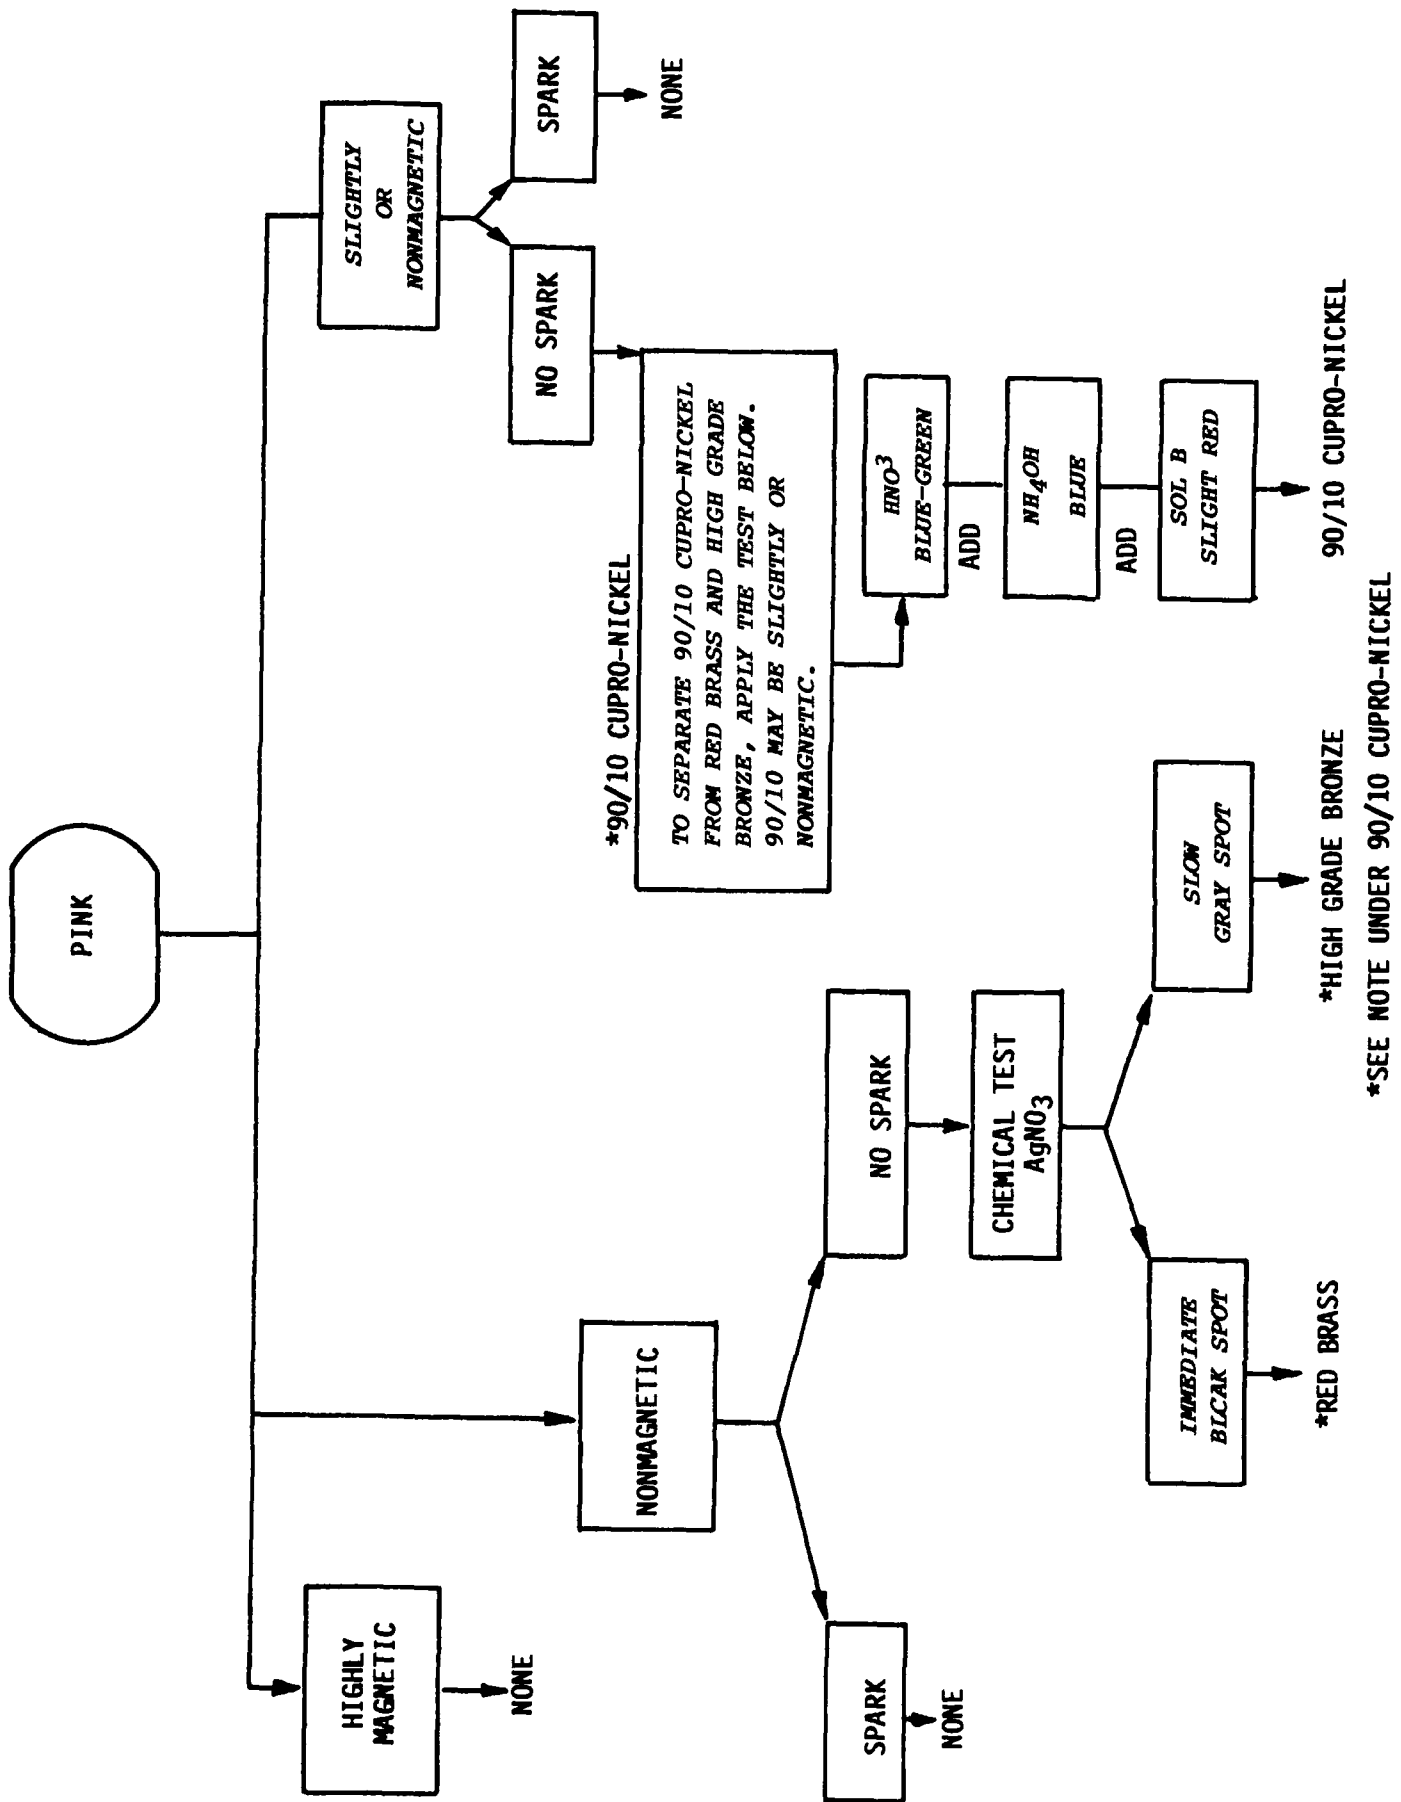 PINK
HIGHLY
MAGNETIC
NONE
NONMAGNETIC
SPARK
NONE
NO SPARK
CHEMICAL TEST
AgNO3
IMMEDIATE
BLCAK SPOT
*RED BRASS
SLOW
GRAY SPOT
*HIGH GRADE BRONZE
*SEE NOTE UNDER 90/10 CUPRO-NICKEL
SLIGHTLY
OR
NONMAGNETIC
NO SPARK
SPARK
NONE
*90/10 CUPRO-NICKEL
TO SEPARATE 90/10 CUPRO-NICKEL
FROM RED BRASS AND HIGH GRADE
BRONZE, APPLY THE TEST BELOW.
90/10 MAY BE SLIGHTLY OR
NONMAGNETIC.
HNO3
BLUE-GREEN
ADD
NH4OH
BLUE
ADD
SOL B
SLIGHT RED
90/10 CUPRO-NICKEL